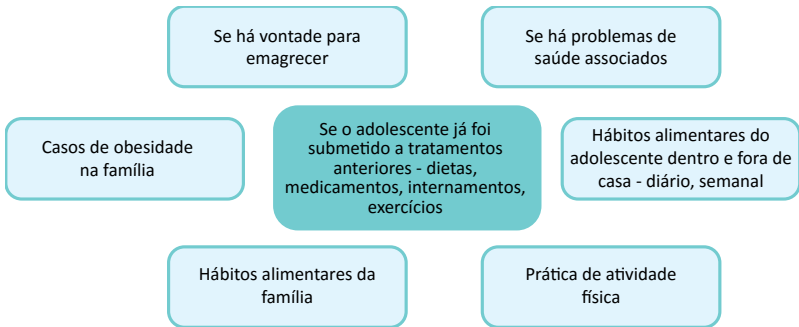 Se há vontade para
emagrecer
Se há problemas de
saúde associados
Casos de obesidade
na família
Se o adolescente já foi
submetido a tratamentos
anteriores - dietas,
medicamentos, internamentos,
exercícios
Hábitos alimentares do
adolescente dentro e fora de
casa - diário, semanal
Hábitos alimentares da
família
Prática de atividade
física